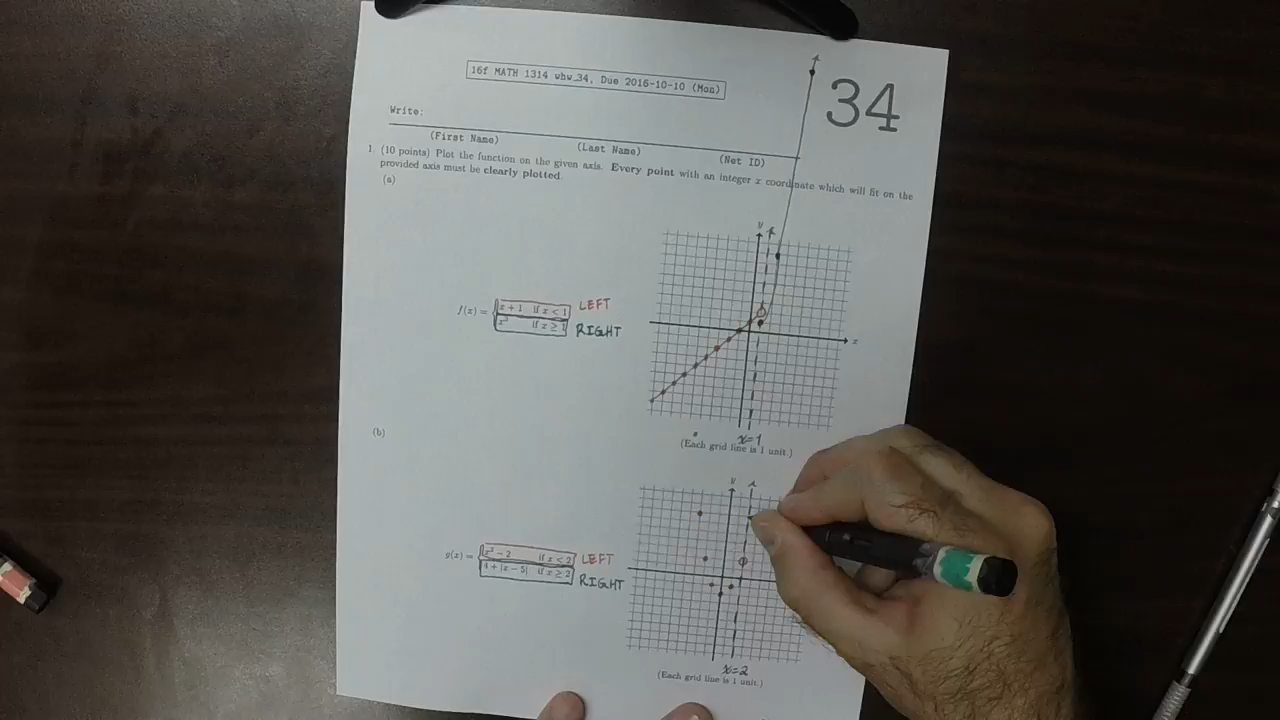 16f MATH 1314 whw_34, Due 2016-10-10 (Mon)
34
Write:
(First Name) (Last Name) (Net ID)
1. (10 points) Plot the function on the given axis. Every point with an integer x coordinate which will fit on the
provided axis must be clearly plotted.
(a)
y
f(x) = { x + 1 if x < 1 LEFT
x² if x ≥ 1 RIGHT
x
x=1
(Each grid line is 1 unit.)
(b)
y
g(x) = { x² − 2 if x < 2 LEFT
4 + |x − 5| if x ≥ 2 RIGHT
x=2
(Each grid line is 1 unit.)